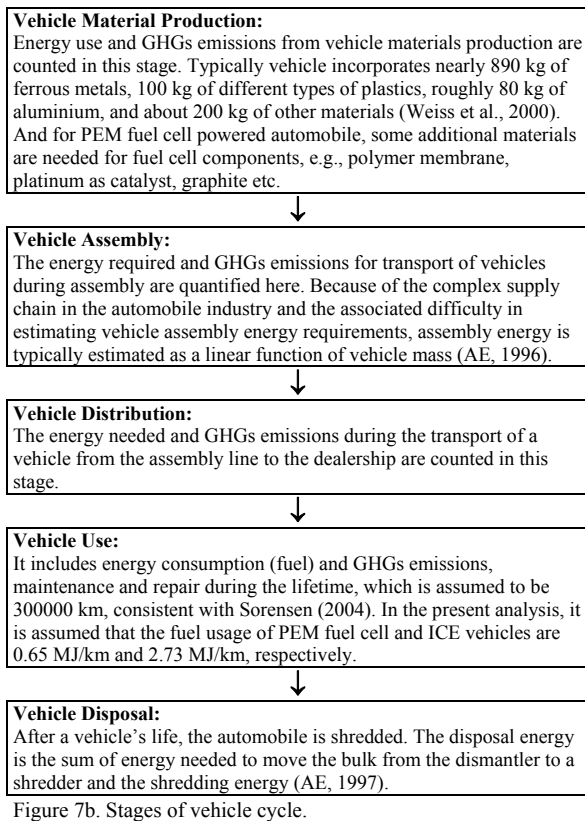 Vehicle Material Production:
Energy use and GHGs emissions from vehicle materials production are
counted in this stage. Typically vehicle incorporates nearly 890 kg of
ferrous metals, 100 kg of different types of plastics, roughly 80 kg of
aluminium, and about 200 kg of other materials (Weiss et al., 2000).
And for PEM fuel cell powered automobile, some additional materials
are needed for fuel cell components, e.g., polymer membrane,
platinum as catalyst, graphite etc.
Vehicle Assembly:
The energy required and GHGs emissions for transport of vehicles
during assembly are quantified here. Because of the complex supply
chain in the automobile industry and the associated difficulty in
estimating vehicle assembly energy requirements, assembly energy is
typically estimated as a linear function of vehicle mass (AE, 1996).
Vehicle Distribution:
The energy needed and GHGs emissions during the transport of a
vehicle from the assembly line to the dealership are counted in this
stage.
Vehicle Use:
It includes energy consumption (fuel) and GHGs emissions,
maintenance and repair during the lifetime, which is assumed to be
300000 km, consistent with Sorensen (2004). In the present analysis, it
is assumed that the fuel usage of PEM fuel cell and ICE vehicles are
0.65 MJ/km and 2.73 MJ/km, respectively.
Vehicle Disposal:
After a vehicle's life, the automobile is shredded. The disposal energy
is the sum of energy needed to move the bulk from the dismantler to a
shredder and the shredding energy (AE, 1997).
Figure 7b. Stages of vehicle cycle.